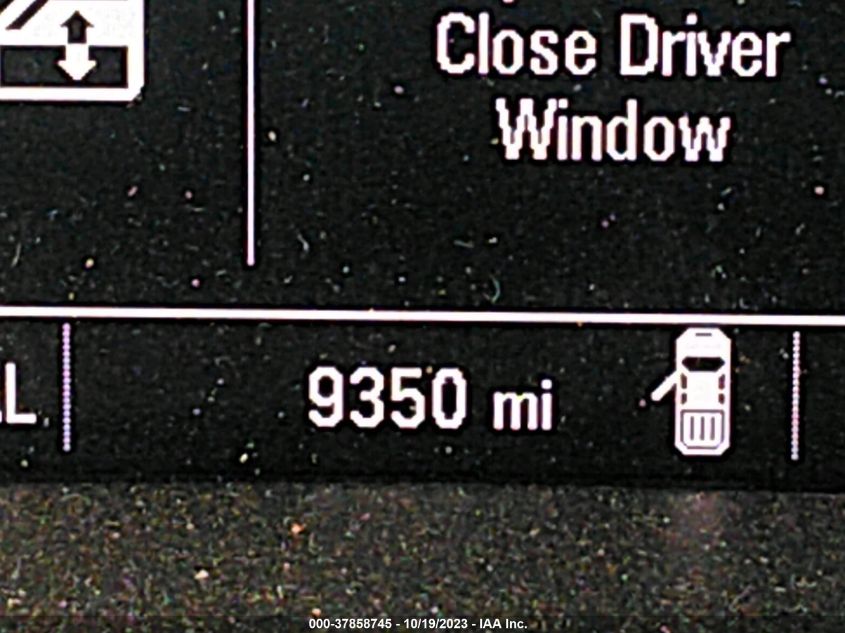 Close Driver
Window
9350 mi
000-37858745 - 10/19/2023 - IAA Inc.